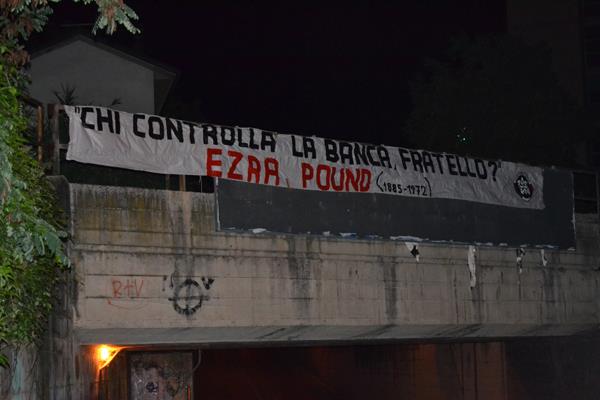 "CHI CONTROLLA LA BANCA, FRATELLO?"
EZRA POUND (1885-1972)
R+V